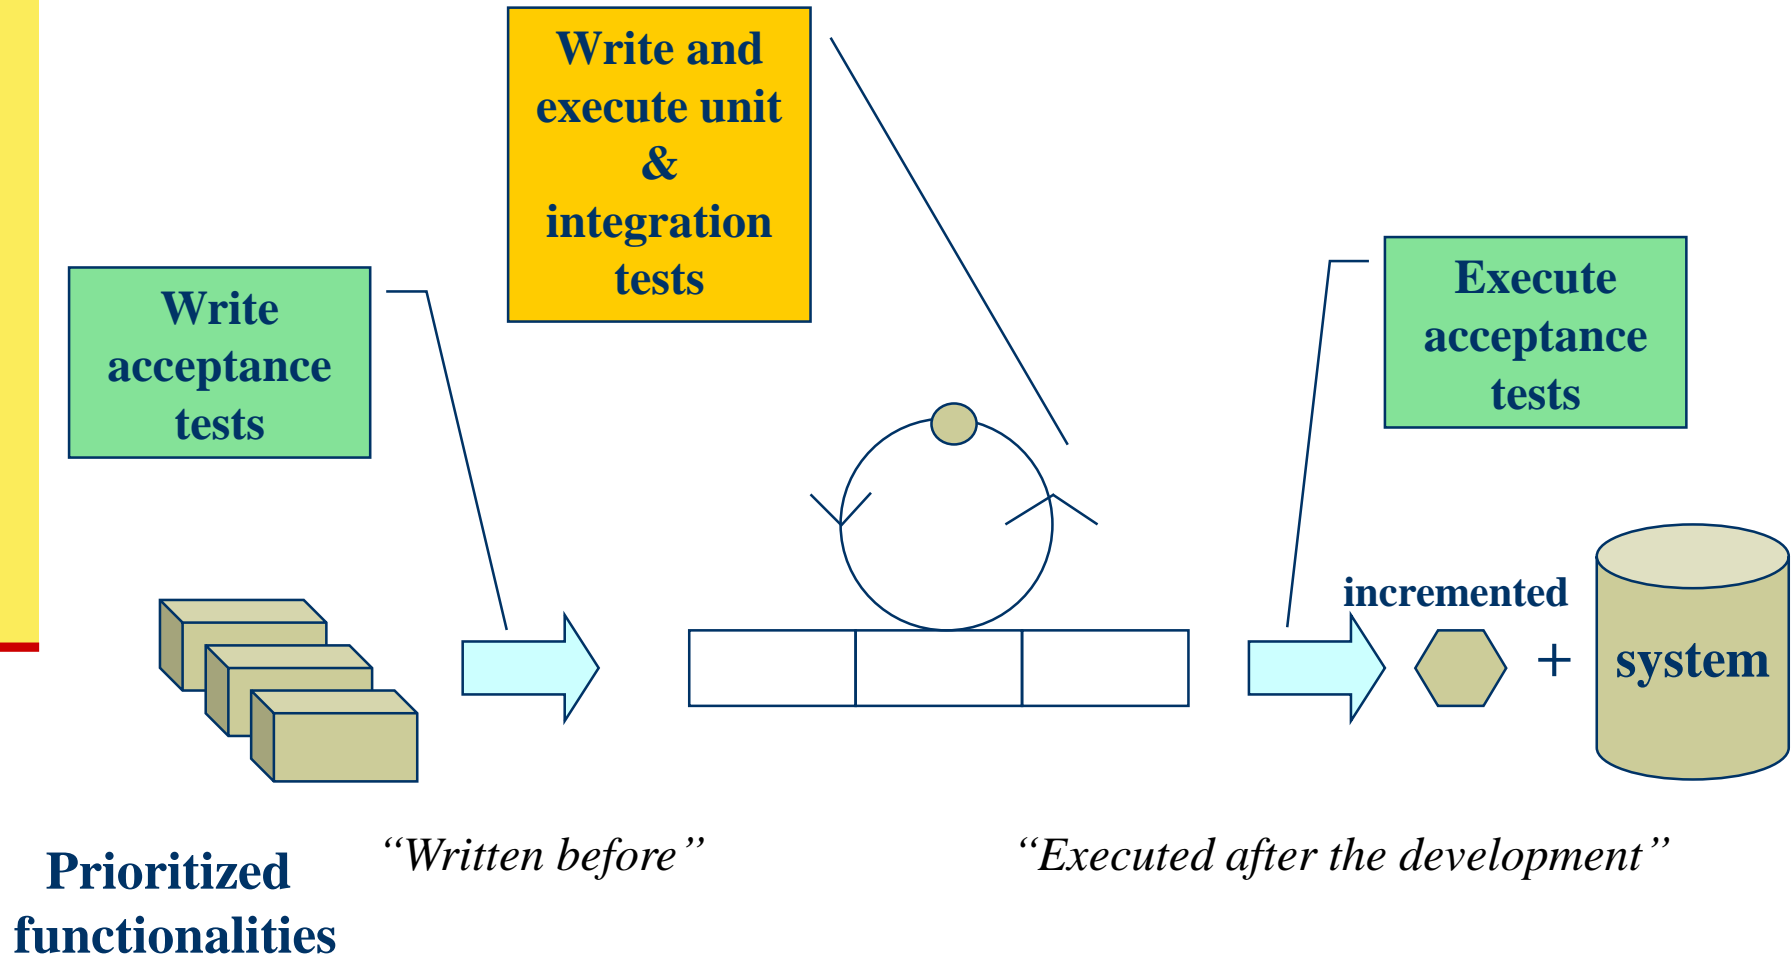 Write and
execute unit
&
integration
tests
Write
acceptance
tests
Execute
acceptance
tests
incremented
+
system
“Written before”
“Executed after the development”
Prioritized
functionalities